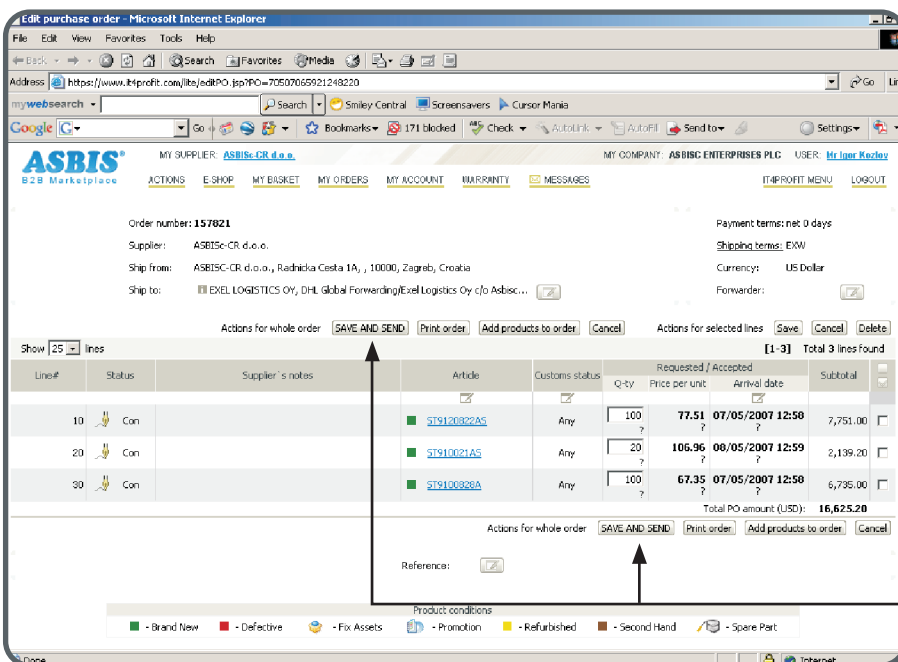 Edit purchase order - Microsoft Internet Explorer
File Edit View Favorites Tools Help
Back Search Favorites Media
Address https://www.it4profit.com/lite/editPO.jsp?PO=70507065921248220 Go
mywebsearch Search Smiley Central Screensavers Cursor Mania
Google G Go Bookmarks 171 blocked Check AutoLink AutoFill Send to Settings
ASBIS® MY SUPPLIER: ASBISc-CR d.o.o. MY COMPANY: ASBISC ENTERPRISES PLC USER: Mr Igor Kozlov
B2B Marketplace ACTIONS E-SHOP MY BASKET MY ORDERS MY ACCOUNT WARRANTY MESSAGES IT4PROFIT MENU LOGOUT
Order number: 157821 Payment terms: net 0 days
Supplier: ASBISc-CR d.o.o. Shipping terms: EXW
Ship from: ASBISC-CR d.o.o., Radnicka Cesta 1A, , 10000, Zagreb, Croatia Currency: US Dollar
Ship to: EXEL LOGISTICS OY, DHL Global Forwarding/Exel Logistics Oy c/o Asbisc... Forwarder:
Actions for whole order SAVE AND SEND Print order Add products to order Cancel Actions for selected lines Save Cancel Delete
Show 25 lines [1-3] Total 3 lines found
Line# Status Supplier`s notes Article Customs status Requested / Accepted Subtotal
Q-ty Price per unit Arrival date
10 Con ST9120822AS Any 100 77.51 07/05/2007 12:58 7,751.00
? ? ?
20 Con ST910021AS Any 20 106.96 08/05/2007 12:59 2,139.20
? ? ?
30 Con ST9100828A Any 100 67.35 07/05/2007 12:58 6,735.00
? ? ?
Total PO amount (USD): 16,625.20
Actions for whole order SAVE AND SEND Print order Add products to order Cancel
Reference:
Product conditions
- Brand New - Defective - Fix Assets - Promotion - Refurbished - Second Hand - Spare Part
Done Internet